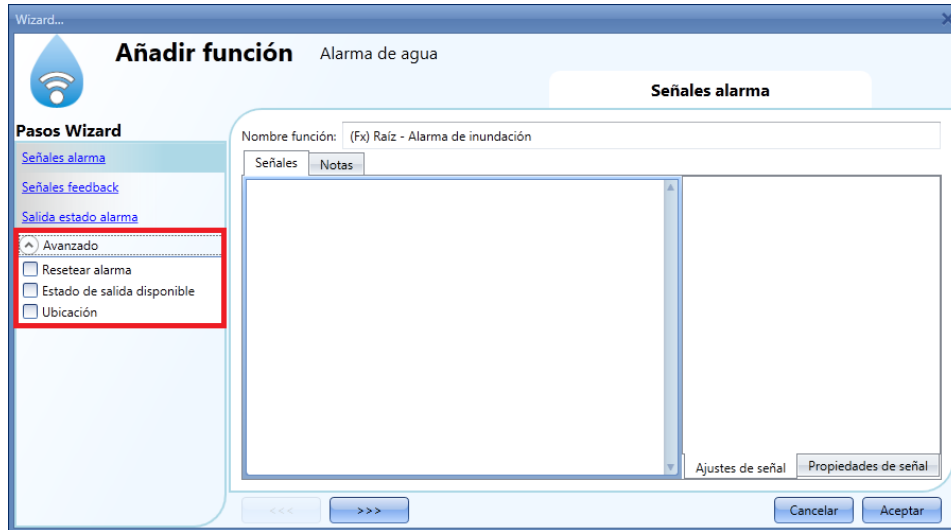 Wizard...
Añadir función Alarma de agua
Señales alarma
Pasos Wizard
Señales alarma
Señales feedback
Salida estado alarma
Avanzado
Resetear alarma
Estado de salida disponible
Ubicación
Nombre función: (Fx) Raíz - Alarma de inundación
Señales Notas
Ajustes de señal Propiedades de señal
<<< >>> Cancelar Aceptar